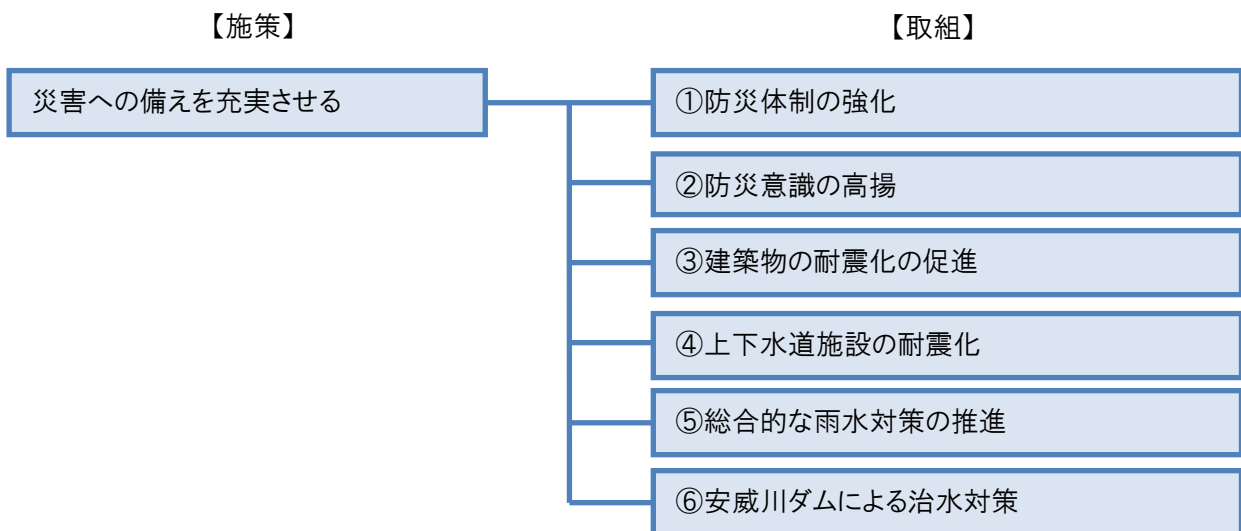 【施策】
【取組】
災害への備えを充実させる
①防災体制の強化
②防災意識の高揚
③建築物の耐震化の促進
④上下水道施設の耐震化
⑤総合的な雨水対策の推進
⑥安威川ダムによる治水対策